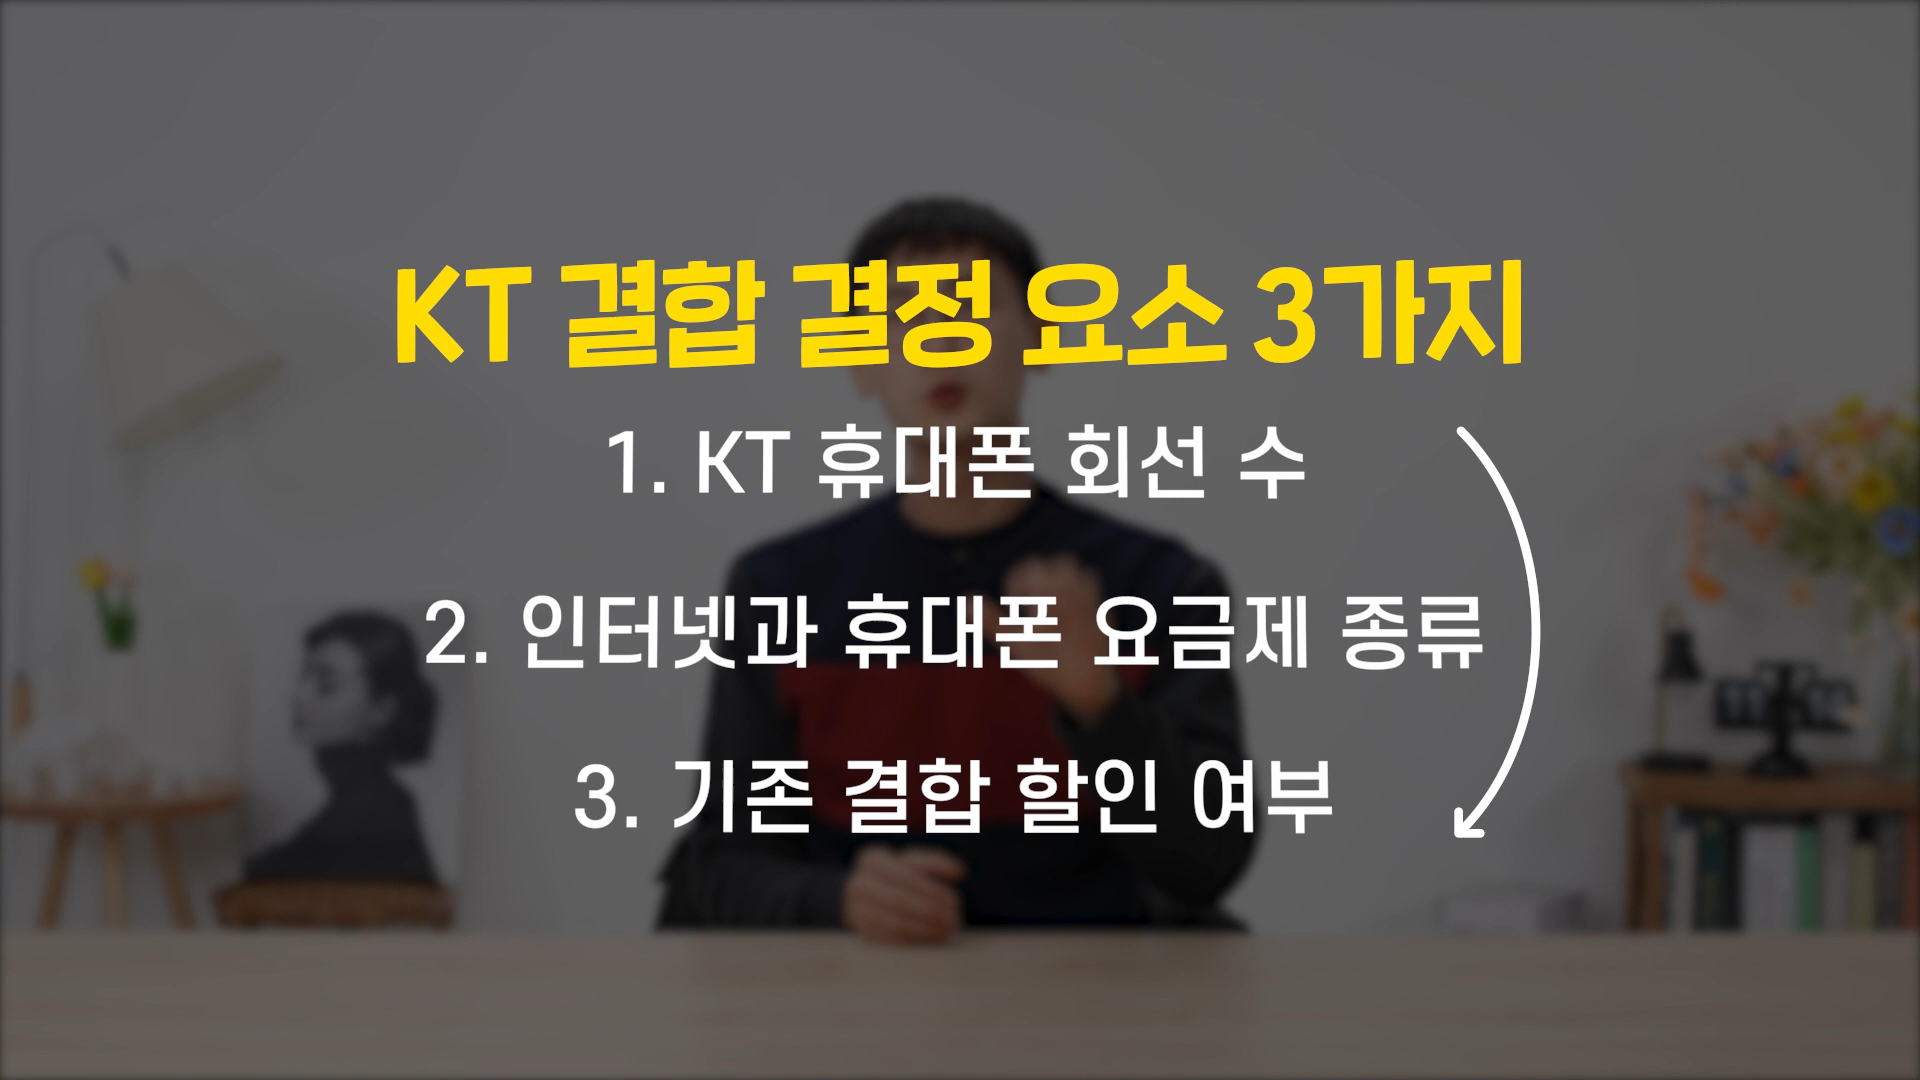 KT 결합 결정 요소 3가지
1. KT 휴대폰 회선 수
2. 인터넷과 휴대폰 요금제 종류
3. 기존 결합 할인 여부